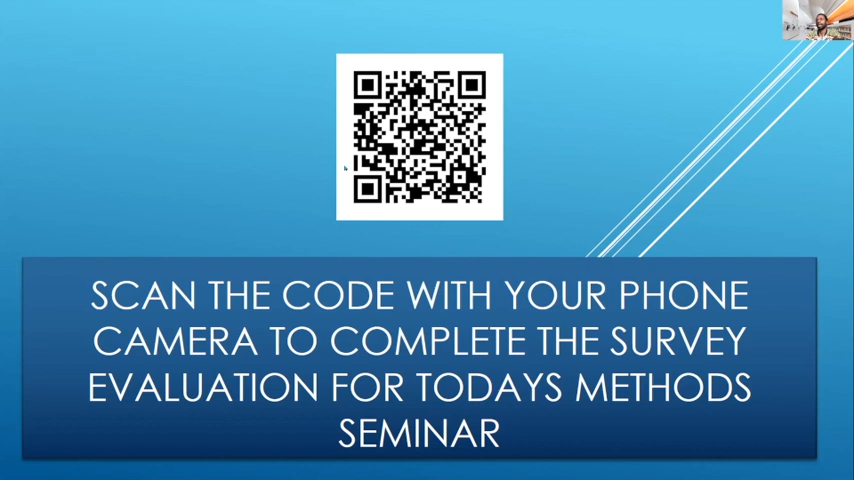 SCAN THE CODE WITH YOUR PHONE
CAMERA TO COMPLETE THE SURVEY
EVALUATION FOR TODAYS METHODS
SEMINAR